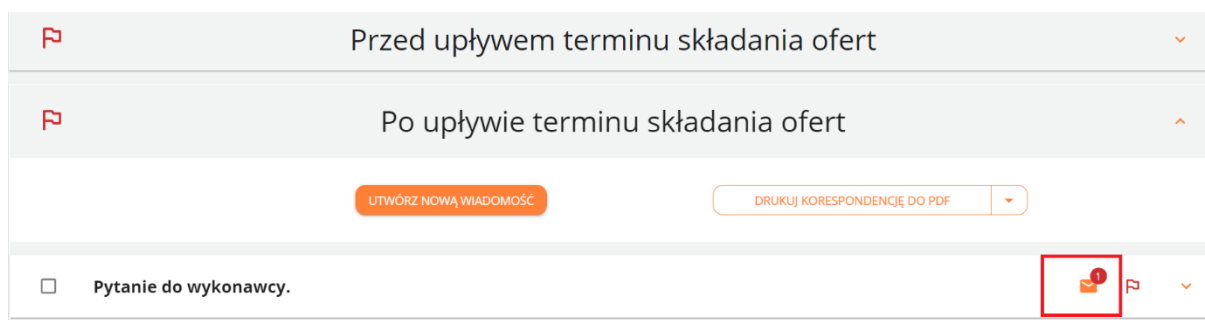 Przed upływem terminu składania ofert
Po upływie terminu składania ofert
UTWÓRZ NOWĄ WIADOMOŚĆ
DRUKUJ KORESPONDENCJĘ DO PDF
Pytanie do wykonawcy.
1